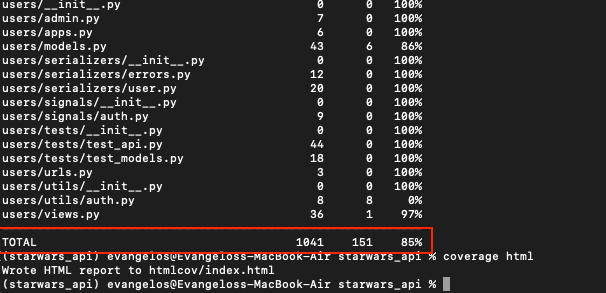 users/__init__.py 0 0 100%
users/admin.py 7 0 100%
users/apps.py 6 0 100%
users/models.py 43 6 86%
users/serializers/__init__.py 0 0 100%
users/serializers/errors.py 12 0 100%
users/serializers/user.py 20 0 100%
users/signals/__init__.py 0 0 100%
users/signals/auth.py 9 0 100%
users/tests/__init__.py 0 0 100%
users/tests/test_api.py 44 0 100%
users/tests/test_models.py 18 0 100%
users/urls.py 3 0 100%
users/utils/__init__.py 0 0 100%
users/utils/auth.py 8 8 0%
users/views.py 36 1 97%
TOTAL 1041 151 85%
(starwars_api) evangelos@Evangeloss-MacBook-Air starwars_api % coverage html
Wrote HTML report to htmlcov/index.html
(starwars_api) evangelos@Evangeloss-MacBook-Air starwars_api %